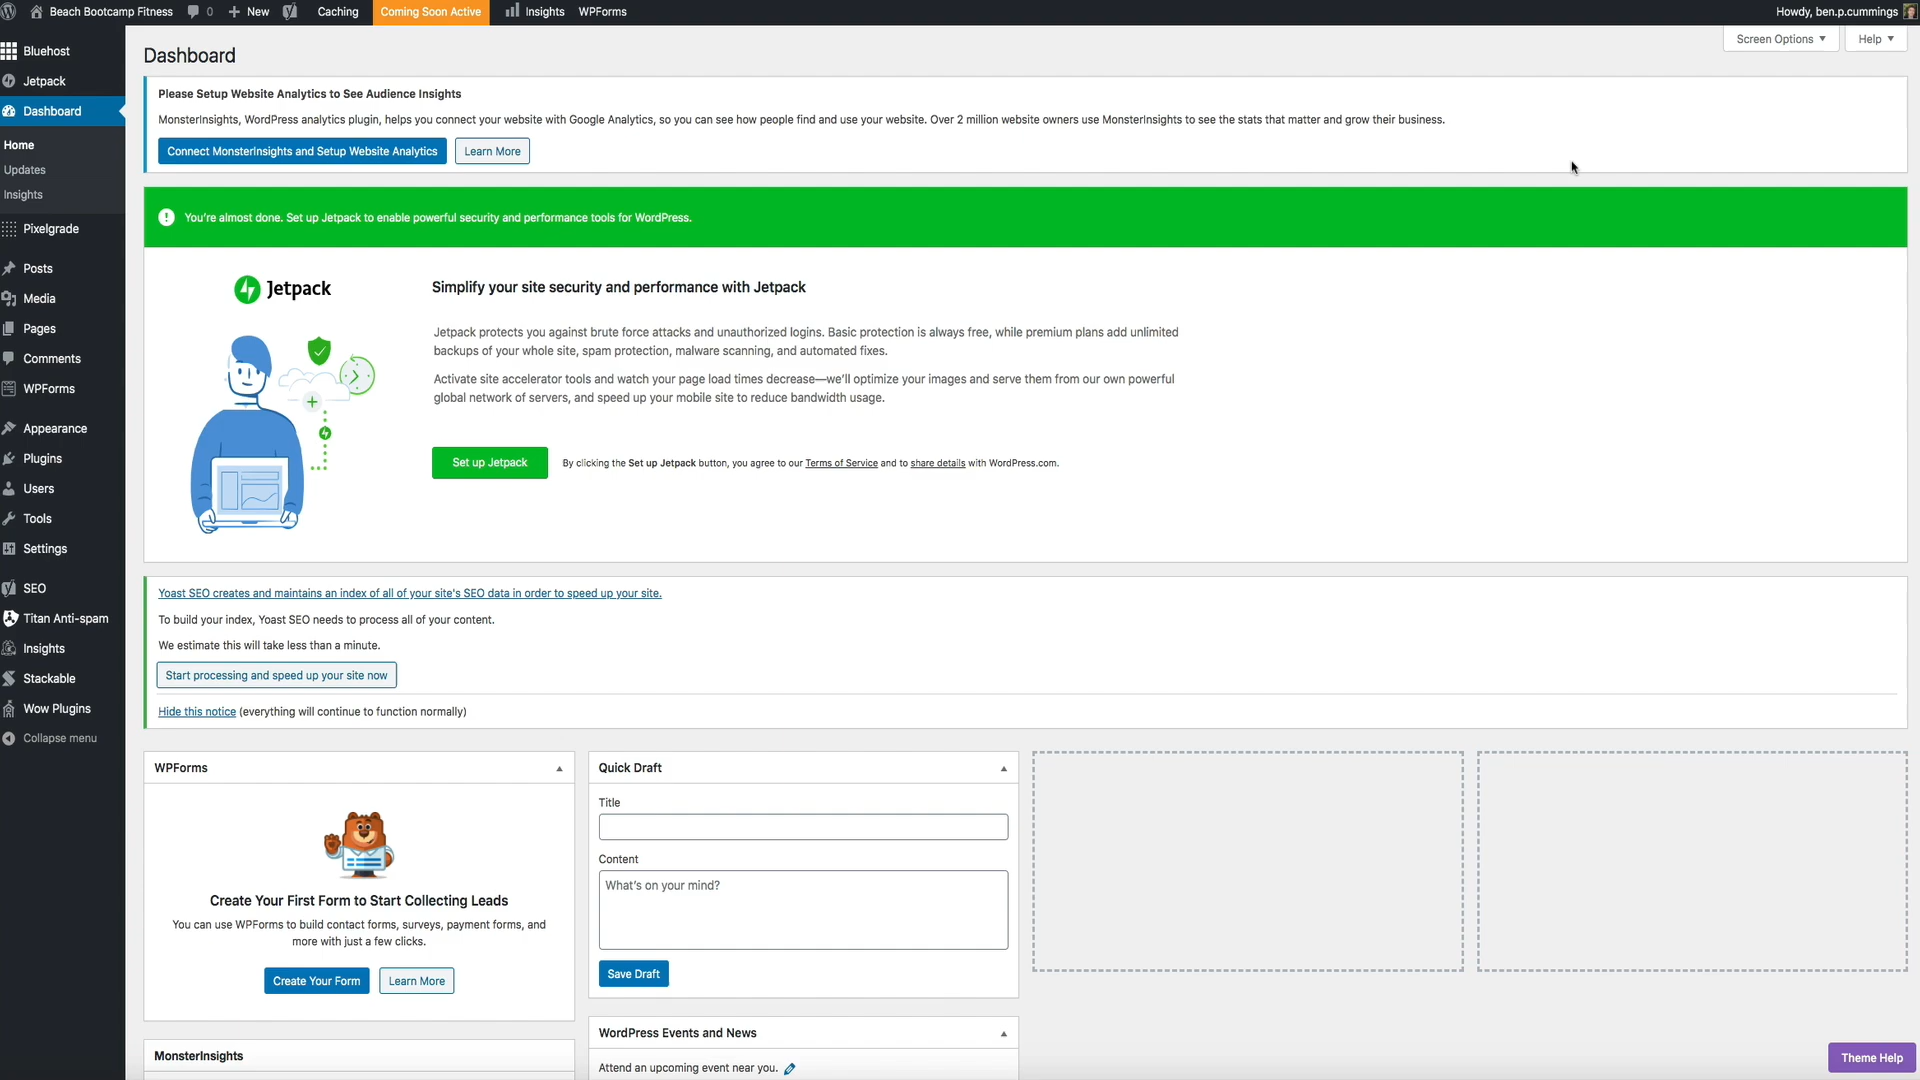 Beach Bootcamp Fitness 0 New Caching Coming Soon Active Insights WPForms Howdy, ben.p.cummings
Screen Options Help
Bluehost
Jetpack
Dashboard
Home
Updates
Insights
Pixelgrade
Posts
Media
Pages
Comments
WPForms
Appearance
Plugins
Users
Tools
Settings
SEO
Titan Anti-spam
Insights
Stackable
Wow Plugins
Collapse menu
Dashboard
Please Setup Website Analytics to See Audience Insights
MonsterInsights, WordPress analytics plugin, helps you connect your website with Google Analytics, so you can see how people find and use your website. Over 2 million website owners use MonsterInsights to see the stats that matter and grow their business.
Connect MonsterInsights and Setup Website Analytics Learn More
You're almost done. Set up Jetpack to enable powerful security and performance tools for WordPress.
Jetpack
Simplify your site security and performance with Jetpack
Jetpack protects you against brute force attacks and unauthorized logins. Basic protection is always free, while premium plans add unlimited
backups of your whole site, spam protection, malware scanning, and automated fixes.
Activate site accelerator tools and watch your page load times decrease—we'll optimize your images and serve them from our own powerful
global network of servers, and speed up your mobile site to reduce bandwidth usage.
Set up Jetpack By clicking the Set up Jetpack button, you agree to our Terms of Service and to share details with WordPress.com.
Yoast SEO creates and maintains an index of all of your site's SEO data in order to speed up your site.
To build your index, Yoast SEO needs to process all of your content.
We estimate this will take less than a minute.
Start processing and speed up your site now
Hide this notice (everything will continue to function normally)
WPForms
Create Your First Form to Start Collecting Leads
You can use WPForms to build contact forms, surveys, payment forms, and
more with just a few clicks.
Create Your Form Learn More
MonsterInsights
Quick Draft
Title
Content
What's on your mind?
Save Draft
WordPress Events and News
Attend an upcoming event near you.
Theme Help